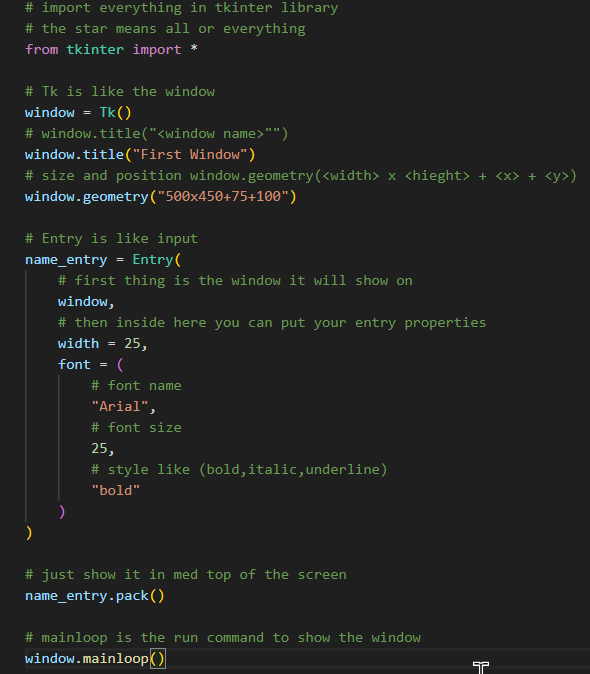 # import everything in tkinter library
# the star means all or everything
from tkinter import *
# Tk is like the window
window = Tk()
# window.title("<window name>"")
window.title("First Window")
# size and position window.geometry(<width> x <hieght> + <x> + <y>)
window.geometry("500x450+75+100")
# Entry is like input
name_entry = Entry(
# first thing is the window it will show on
window,
# then inside here you can put your entry properties
width = 25,
font = (
# font name
"Arial",
# font size
25,
# style like (bold,italic,underline)
"bold"
)
)
# just show it in med top of the screen
name_entry.pack()
# mainloop is the run command to show the window
window.mainloop()